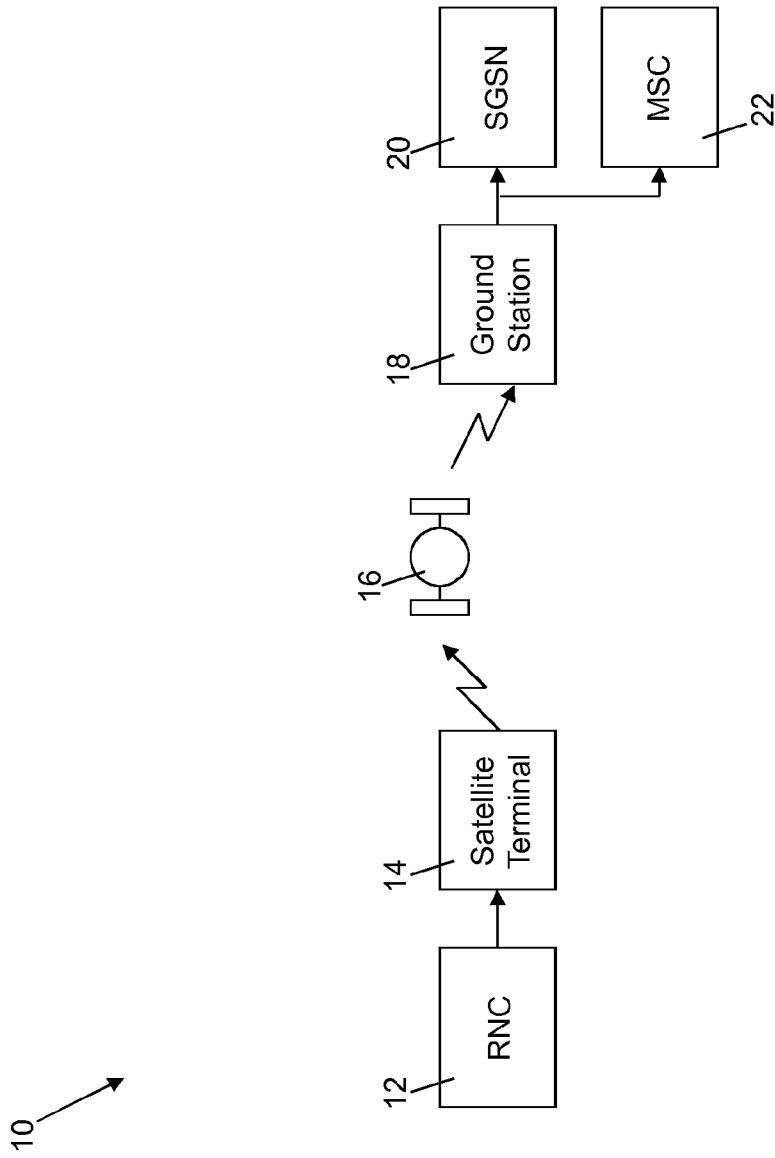 10
12
RNC
14
Satellite
Terminal
16
18
Ground
Station
20
SGSN
MSC
22